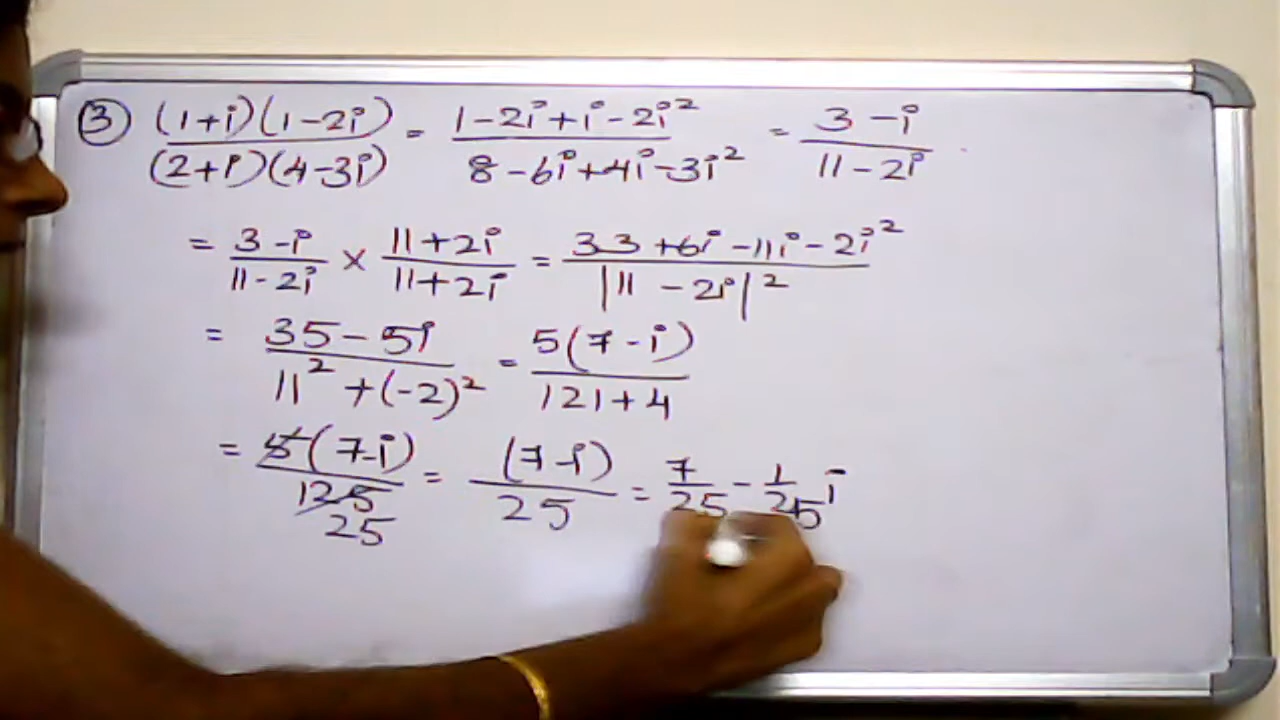 ③ (1+i)(1-2i) / (2+i)(4-3i) = 1-2i+i-2i² / 8-6i+4i-3i² = 3-i / 11-2i
= 3-i / 11-2i × 11+2i / 11+2i = 33+6i-11i-2i² / |11-2i|²
= 35-5i / 11²+(-2)² = 5(7-i) / 121+4
= 5(7-i) / 125 25 = (7-i) / 25 = 7/25 - 1/25 i